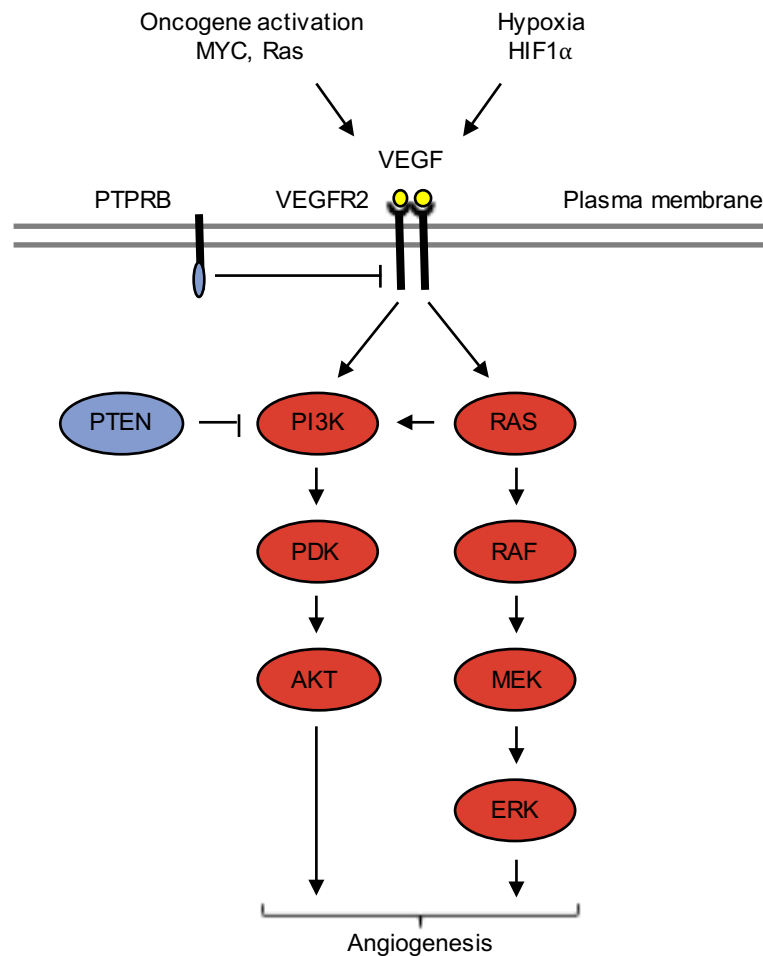 Oncogene activation
MYC, Ras
Hypoxia
HIF1α
VEGF
PTPRB
VEGFR2
Plasma membrane
PTEN
PI3K
RAS
PDK
RAF
AKT
MEK
ERK
Angiogenesis